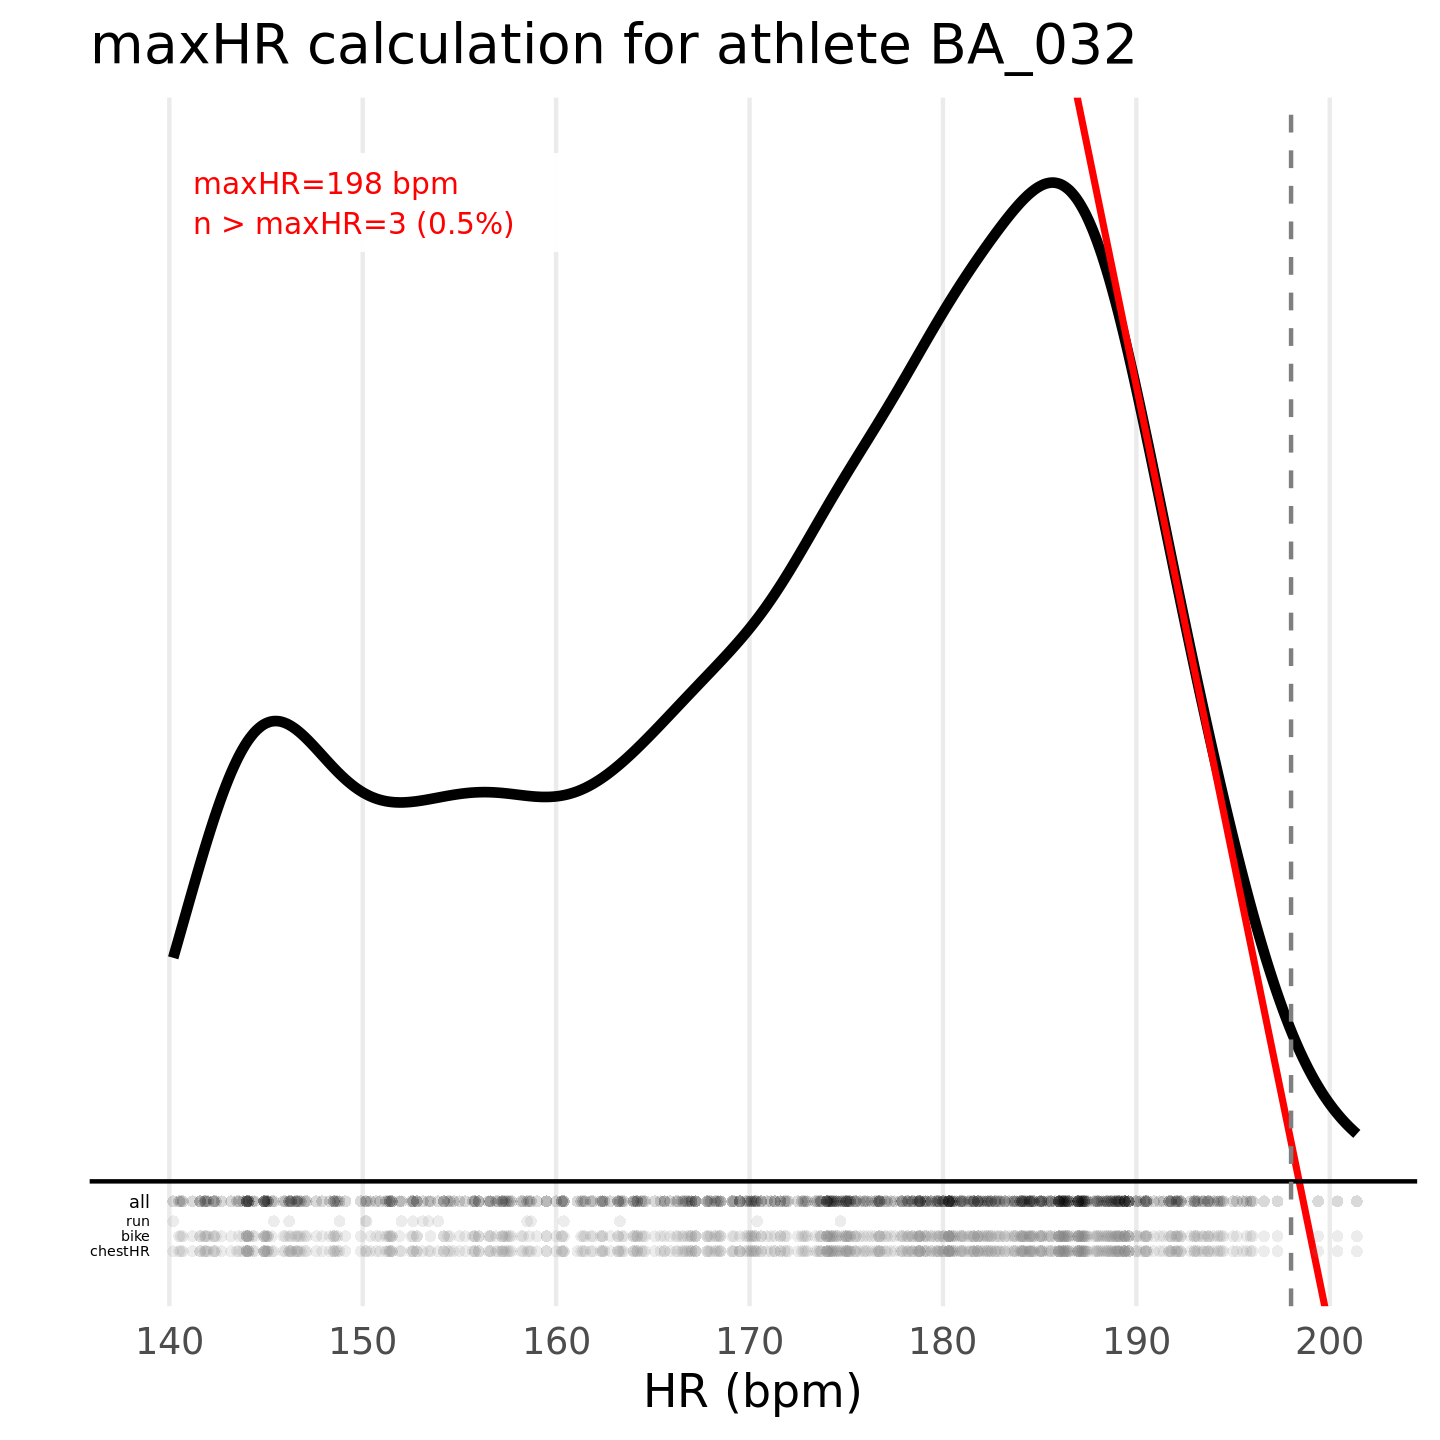 maxHR calculation for athlete BA_032
maxHR=198 bpm
n > maxHR=3 (0.5%)
all
run
bike
chestHR
140 150 160 170 180 190 200
HR (bpm)